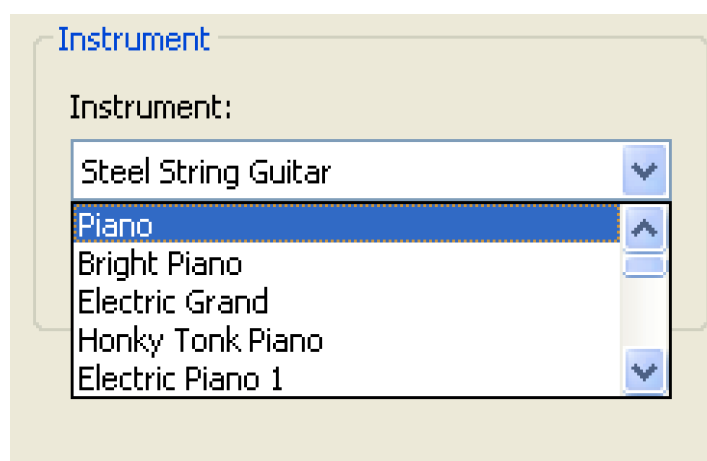 Instrument
Instrument:
Steel String Guitar
Piano
Bright Piano
Electric Grand
Honky Tonk Piano
Electric Piano 1